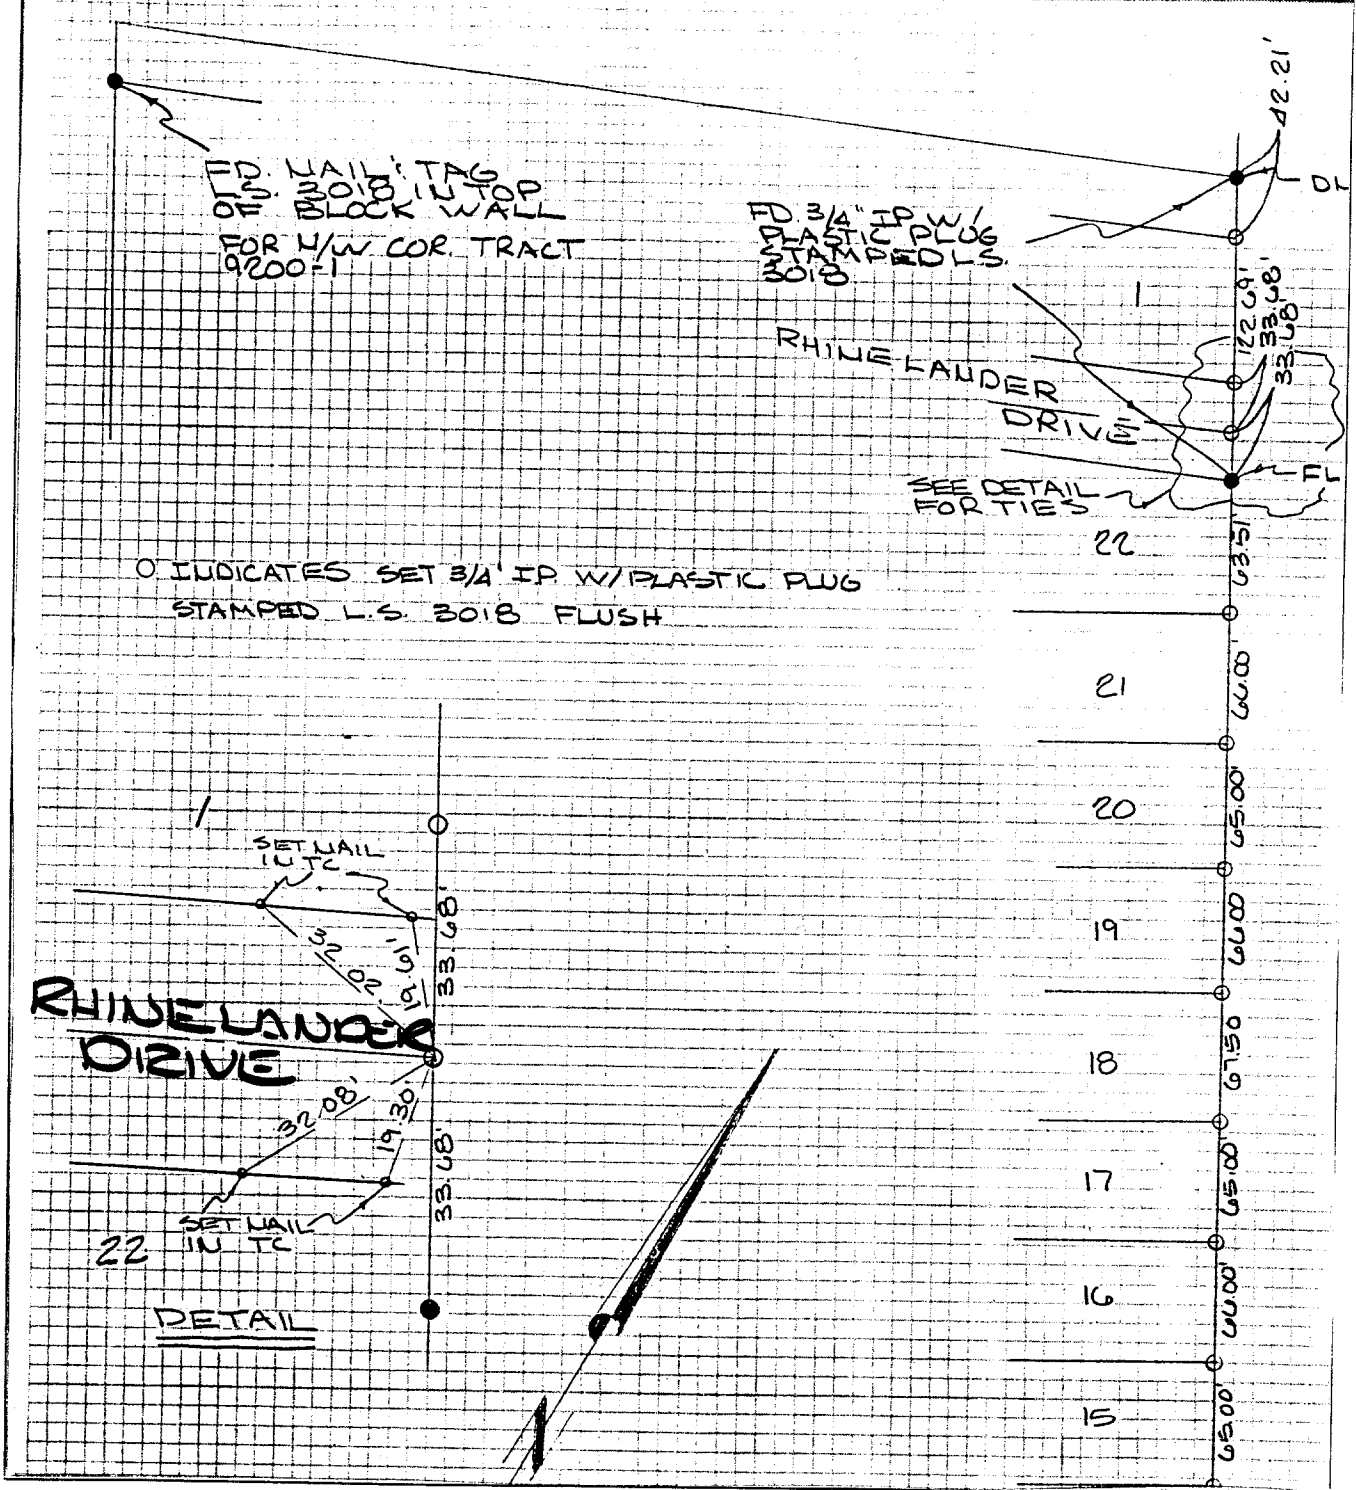 42.21'
FD. NAIL & TAG
L.S. 3018 IN TOP
OF BLOCK WALL
FOR N/W COR. TRACT
9200-1
FD 3/4" IP W/
PLASTIC PLUG
STAMPED L.S.
3018
DL
1
122.69'
33.68'
33.68'
RHINELANDER
DRIVE
FL
SEE DETAIL
FOR TIES
22
63.51'
O INDICATES SET 3/4" IP W/PLASTIC PLUG
STAMPED L.S. 3018 FLUSH
21
66.00'
20
65.00'
1
SET NAIL
IN TC
19
66.00
32.02
19.61'
33.68'
RHINELANDER
DRIVE
18
67.50
32.08'
19.30'
33.68'
17
65.00'
SET NAIL
IN TC
22
16
66.00'
DETAIL
15
65.00'